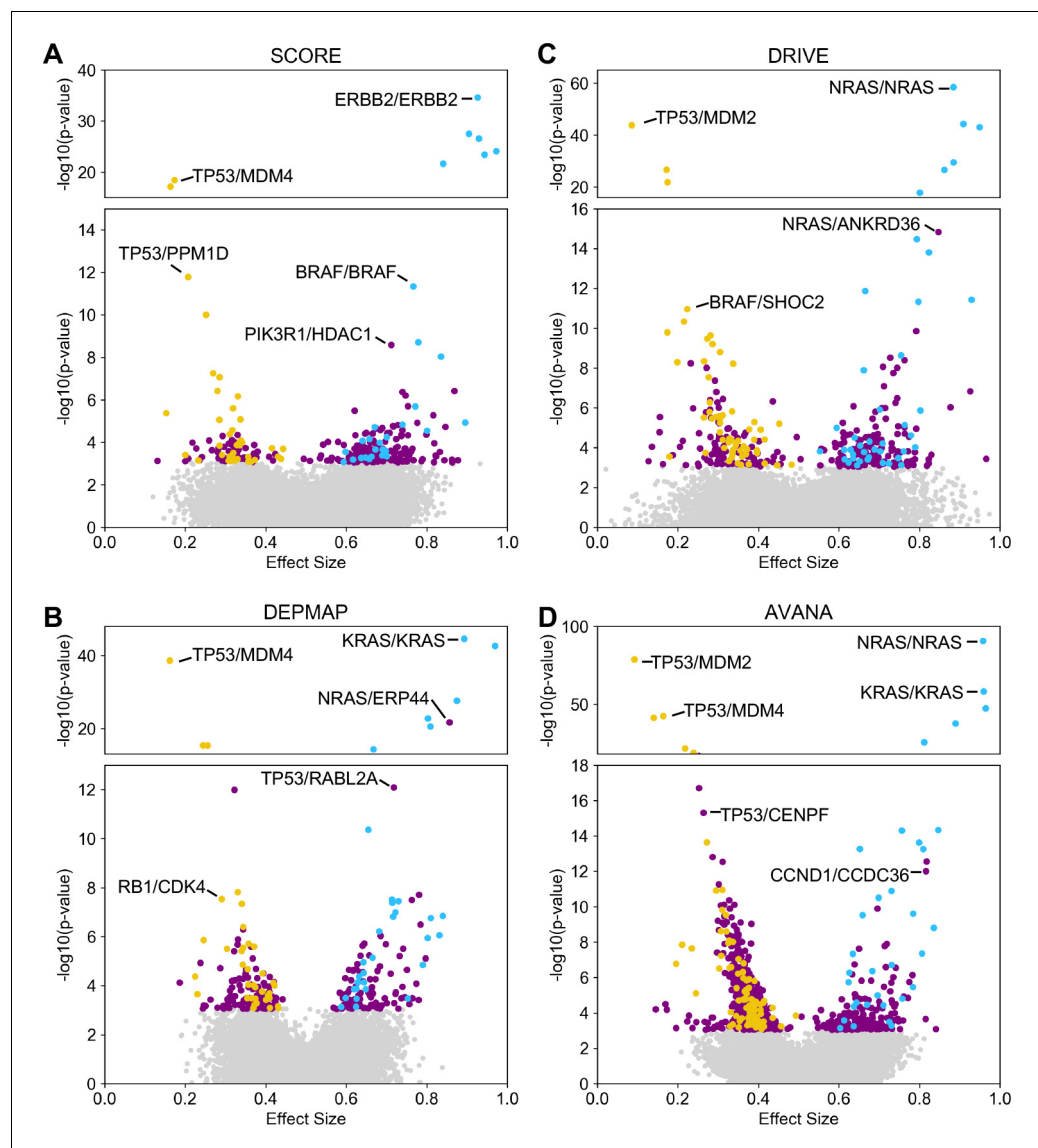 A
SCORE
40
30
20
-log10(p-value)
ERBB2/ERBB2
TP53/MDM4
14
12
10
8
6
4
2
0
-log10(p-value)
TP53/PPM1D
BRAF/BRAF
PIK3R1/HDAC1
0.0 0.2 0.4 0.6 0.8 1.0
Effect Size
C
DRIVE
60
40
20
-log10(p-value)
NRAS/NRAS
TP53/MDM2
16
14
12
10
8
6
4
2
0
-log10(p-value)
NRAS/ANKRD36
BRAF/SHOC2
0.0 0.2 0.4 0.6 0.8 1.0
Effect Size
B
DEPMAP
40
20
-log10(p-value)
KRAS/KRAS
TP53/MDM4
NRAS/ERP44
12
10
8
6
4
2
0
-log10(p-value)
TP53/RABL2A
RB1/CDK4
0.0 0.2 0.4 0.6 0.8 1.0
Effect Size
D
AVANA
100
50
-log10(p-value)
NRAS/NRAS
TP53/MDM2
KRAS/KRAS
TP53/MDM4
18
16
14
12
10
8
6
4
2
0
-log10(p-value)
TP53/CENPF
CCND1/CCDC36
0.0 0.2 0.4 0.6 0.8 1.0
Effect Size